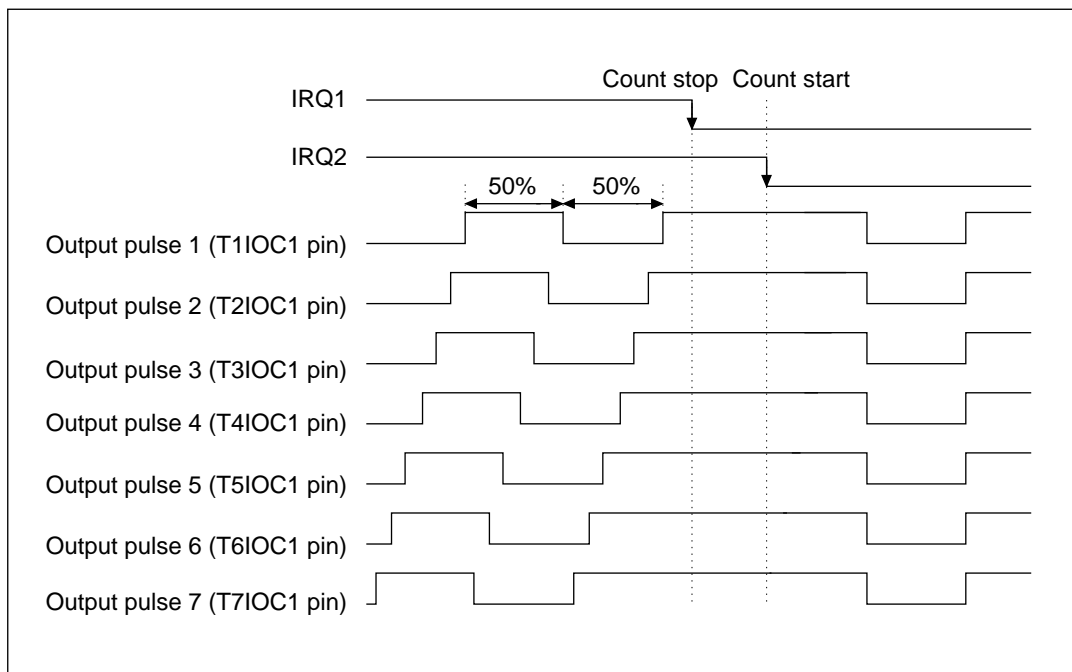 Count stop Count start
IRQ1
IRQ2
50% 50%
Output pulse 1 (T1IOC1 pin)
Output pulse 2 (T2IOC1 pin)
Output pulse 3 (T3IOC1 pin)
Output pulse 4 (T4IOC1 pin)
Output pulse 5 (T5IOC1 pin)
Output pulse 6 (T6IOC1 pin)
Output pulse 7 (T7IOC1 pin)